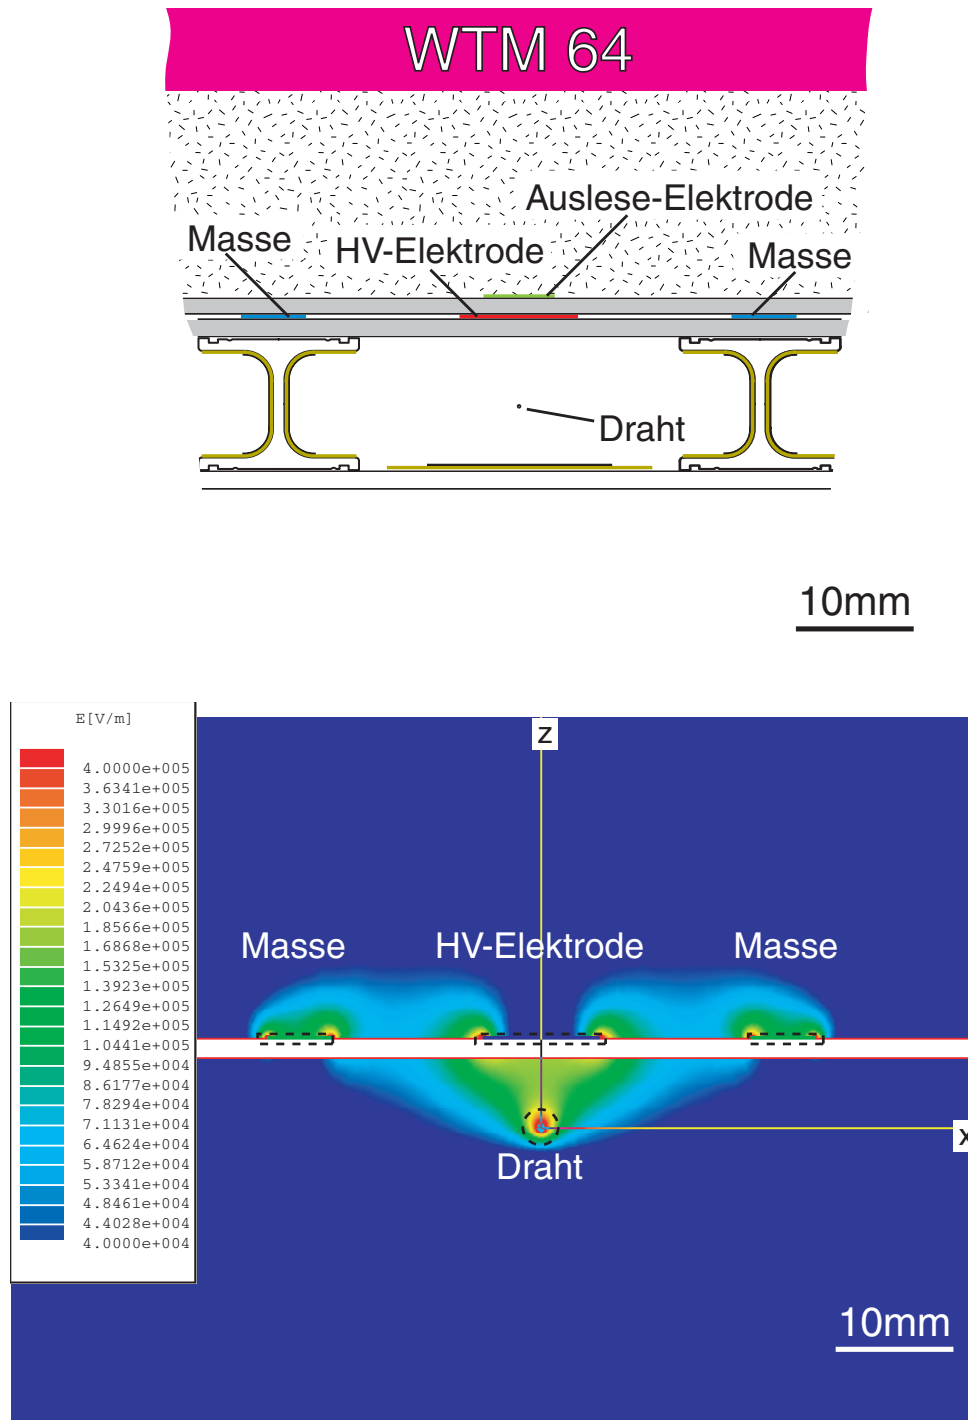 WTM 64
Auslese-Elektrode
Masse
HV-Elektrode
Masse
Draht
10mm
E[V/m]
4.0000e+005
3.6341e+005
3.3016e+005
2.9996e+005
2.7252e+005
2.4759e+005
2.2494e+005
2.0436e+005
1.8566e+005
1.6868e+005
1.5325e+005
1.3923e+005
1.2649e+005
1.1492e+005
1.0441e+005
9.4855e+004
8.6177e+004
7.8294e+004
7.1131e+004
6.4624e+004
5.8712e+004
5.3341e+004
4.8461e+004
4.4028e+004
4.0000e+004
z
Masse
HV-Elektrode
Masse
x
Draht
10mm